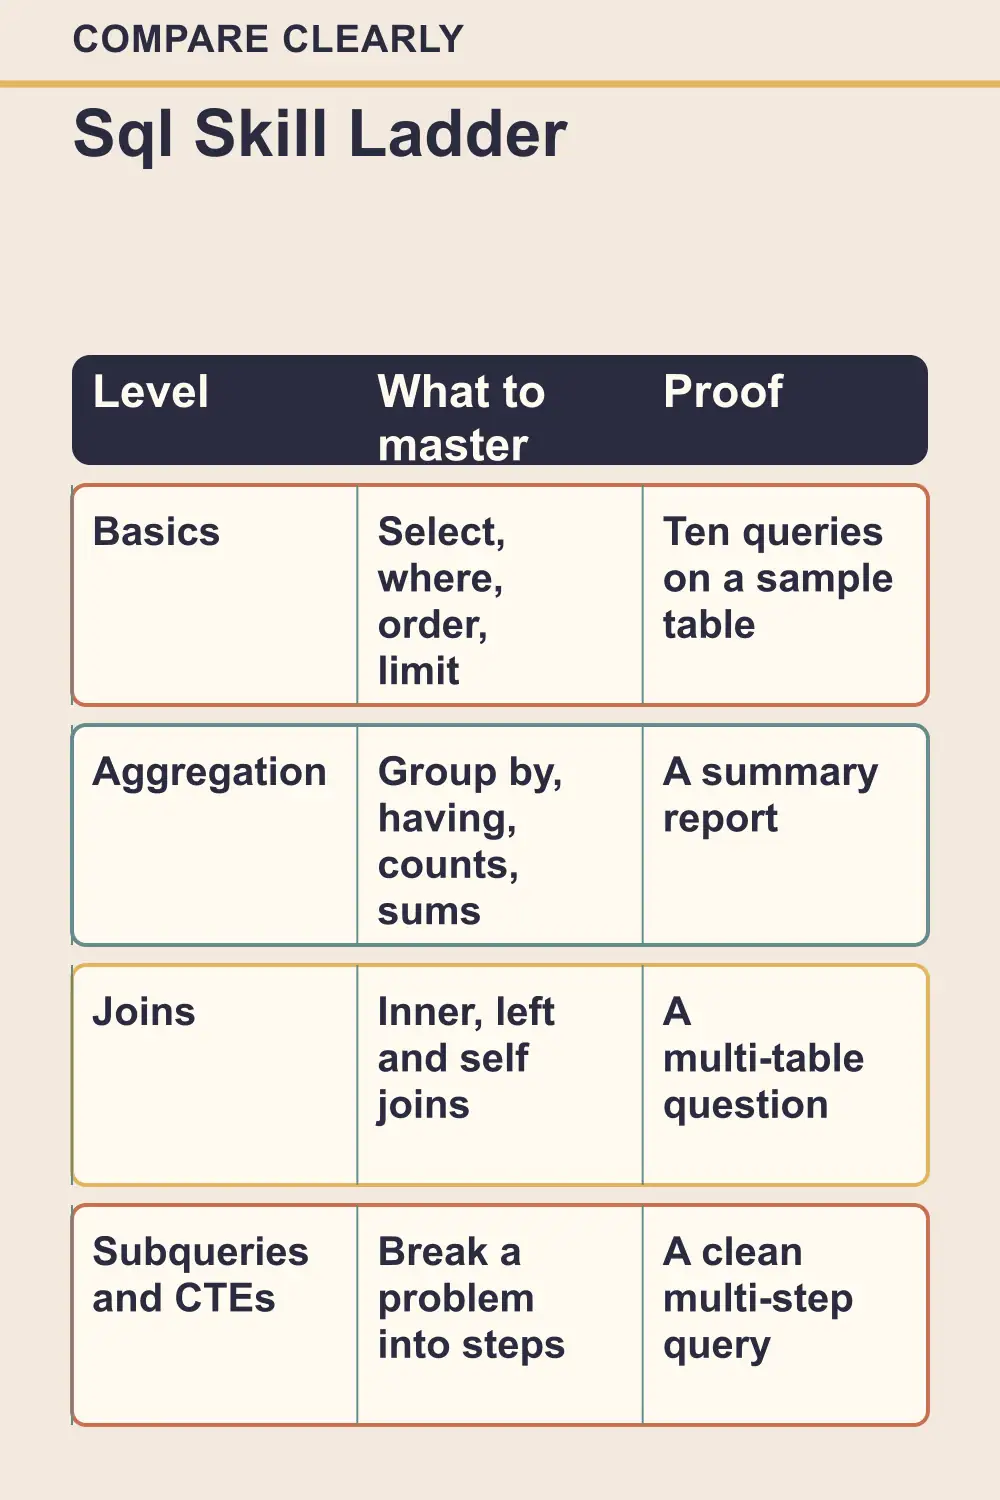 COMPARE CLEARLY
Sql Skill Ladder
Level
What to
master
Proof
Basics
Select,
where,
order,
limit
Ten queries
on a sample
table
Aggregation
Group by,
having,
counts,
sums
A summary
report
Joins
Inner, left
and self
joins
A
multi-table
question
Subqueries
and CTEs
Break a
problem
into steps
A clean
multi-step
query